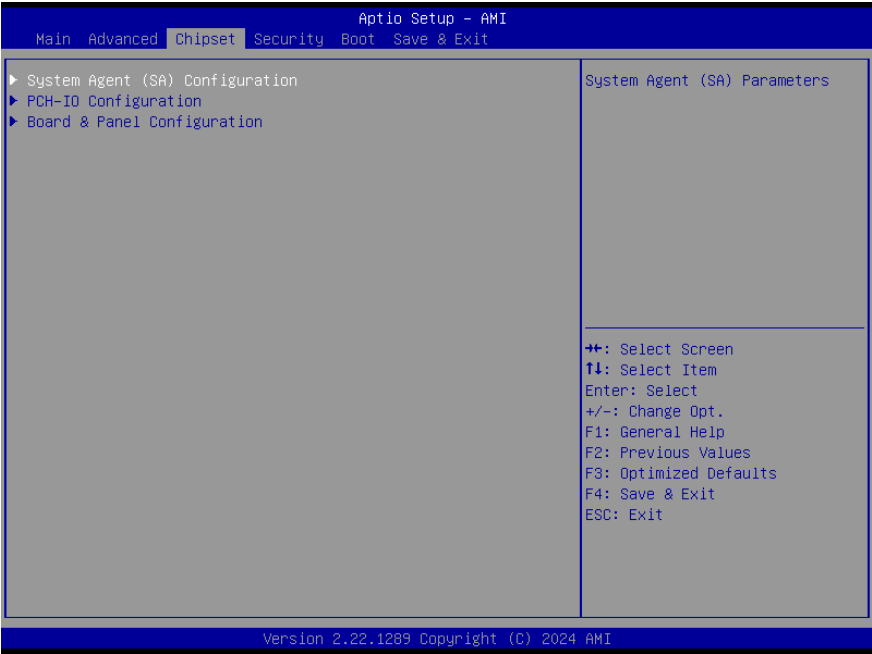 Aptio Setup – AMI
Main Advanced Chipset Security Boot Save & Exit
▶ System Agent (SA) Configuration
▶ PCH-IO Configuration
▶ Board & Panel Configuration
System Agent (SA) Parameters
→←: Select Screen
↑↓: Select Item
Enter: Select
+/-: Change Opt.
F1: General Help
F2: Previous Values
F3: Optimized Defaults
F4: Save & Exit
ESC: Exit
Version 2.22.1289 Copyright (C) 2024 AMI